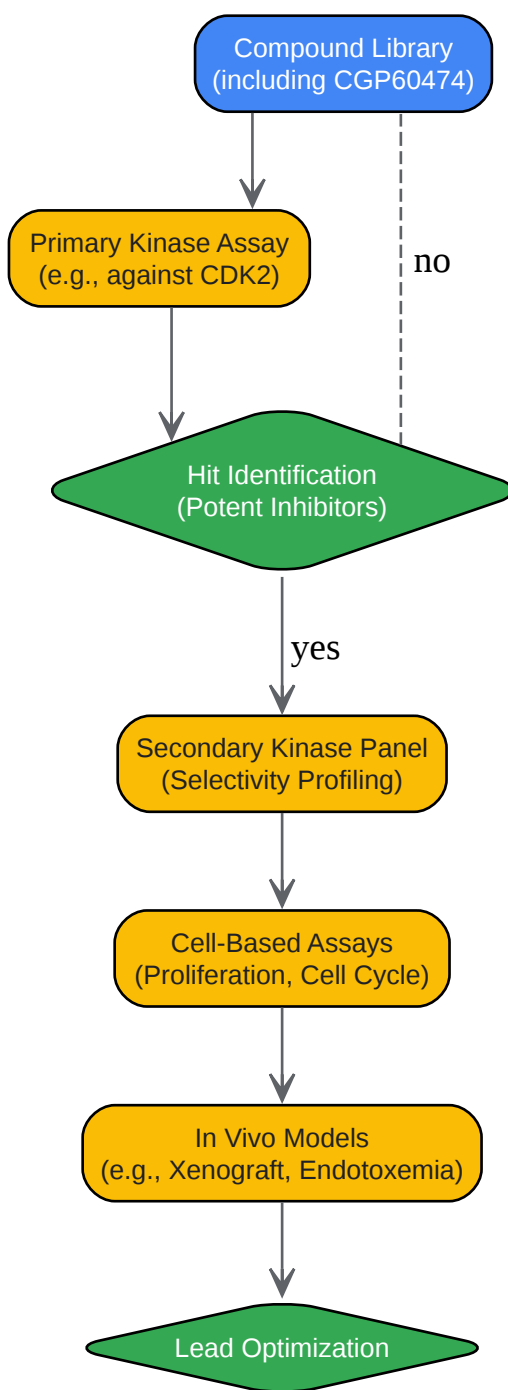 Compound Library
(including CGP60474)
Primary Kinase Assay
(e.g., against CDK2)
no
Hit Identification
(Potent Inhibitors)
yes
Secondary Kinase Panel
(Selectivity Profiling)
Cell-Based Assays
(Proliferation, Cell Cycle)
In Vivo Models
(e.g., Xenograft, Endotoxemia)
Lead Optimization